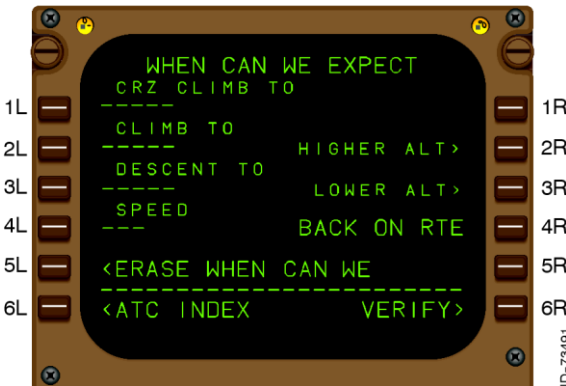 WHEN CAN WE EXPECT
CRZ CLIMB TO
1L ----- 1R
CLIMB TO
2L ----- HIGHER ALT> 2R
DESCENT TO
3L ----- LOWER ALT> 3R
SPEED
4L --- BACK ON RTE 4R
5L <ERASE WHEN CAN WE 5R
------------------------
6L <ATC INDEX VERIFY> 6R
ID-73491